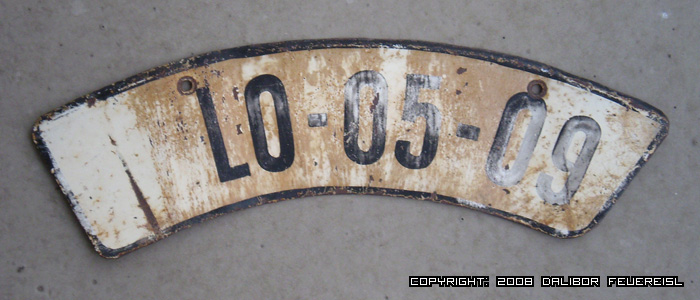 LO-05-09
COPYRIGHT: 2008 DALIBOR FEUEREISL